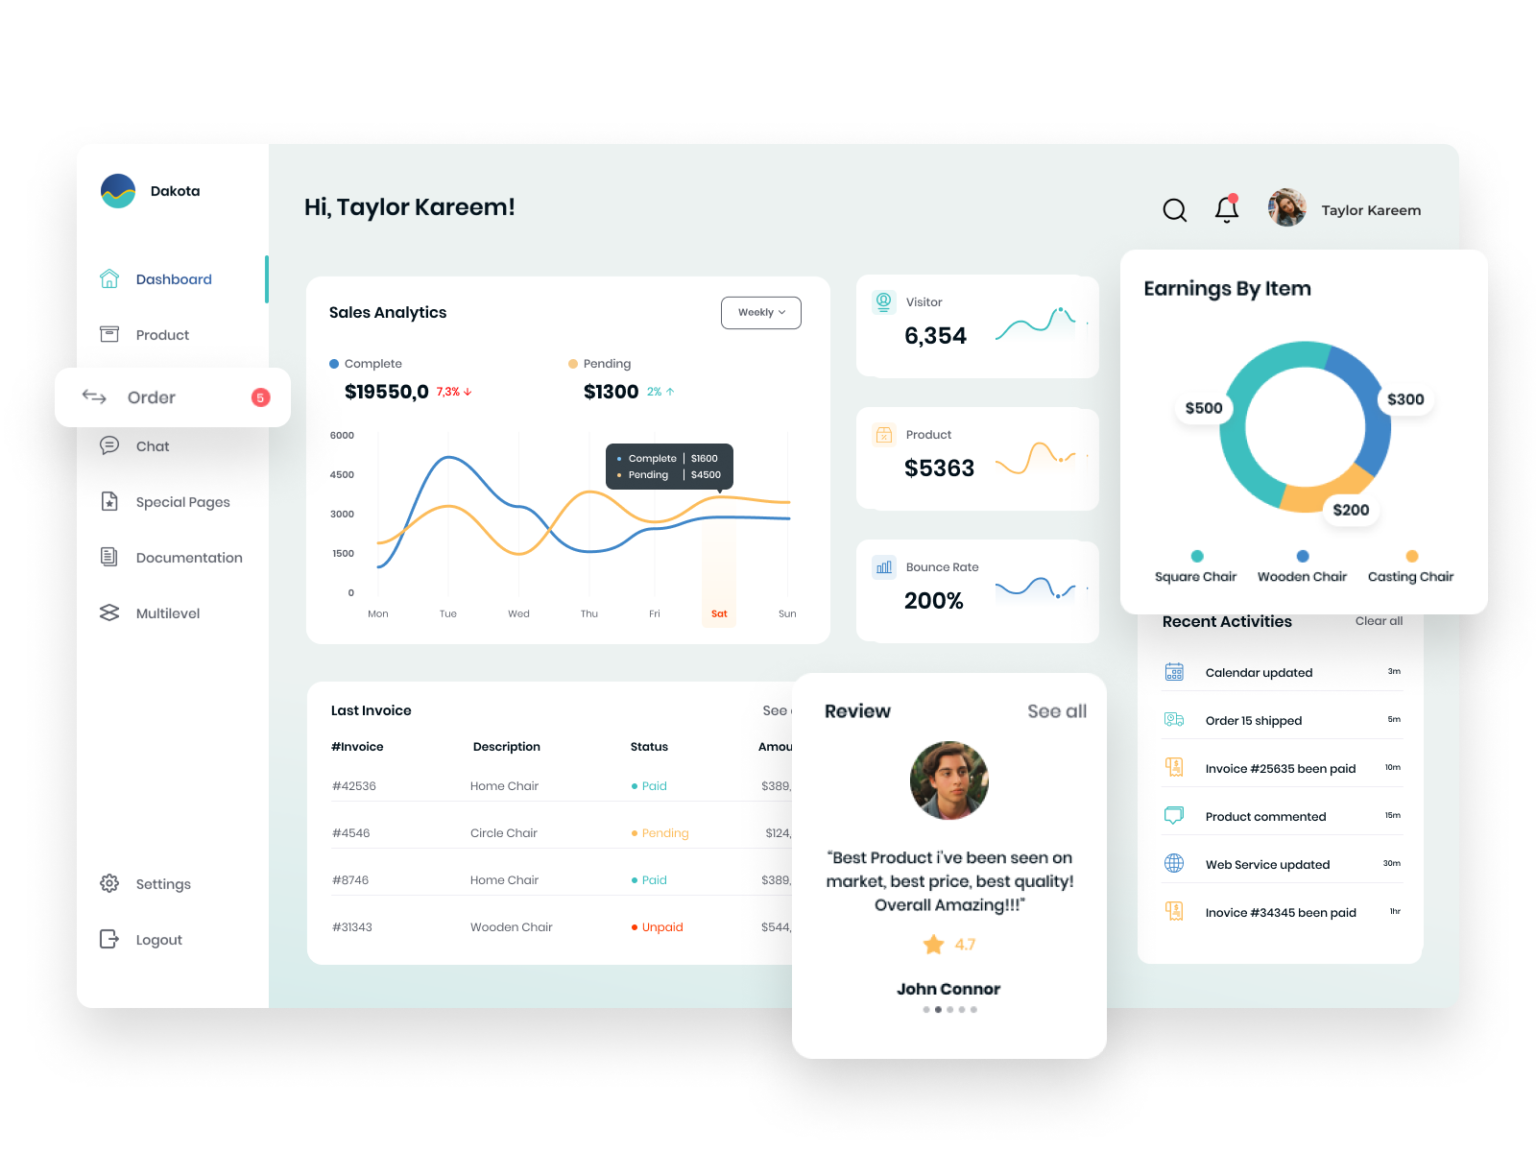 Dakota
Dashboard
Product
Order 5
Chat
Special Pages
Documentation
Multilevel
Settings
Logout
Hi, Taylor Kareem!
Taylor Kareem
Sales Analytics
Weekly
Complete
$19550,0 7,3%
Pending
$1300 2%
6000
4500
3000
1500
0
Complete | $1600
Pending | $4500
Mon Tue Wed Thu Fri Sat Sun
Visitor
6,354
Product
$5363
Bounce Rate
200%
Earnings By Item
$500
$300
$200
Square Chair Wooden Chair Casting Chair
Last Invoice See
#Invoice Description Status Amou
#42536 Home Chair Paid $389,
#4546 Circle Chair Pending $124,
#8746 Home Chair Paid $389,
#31343 Wooden Chair Unpaid $544,
Review See all
"Best Product i've been seen on
market, best price, best quality!
Overall Amazing!!!"
4.7
John Connor
Recent Activities Clear all
Calendar updated 3m
Order 15 shipped 5m
Invoice #25635 been paid 10m
Product commented 15m
Web Service updated 30m
Inovice #34345 been paid 1hr